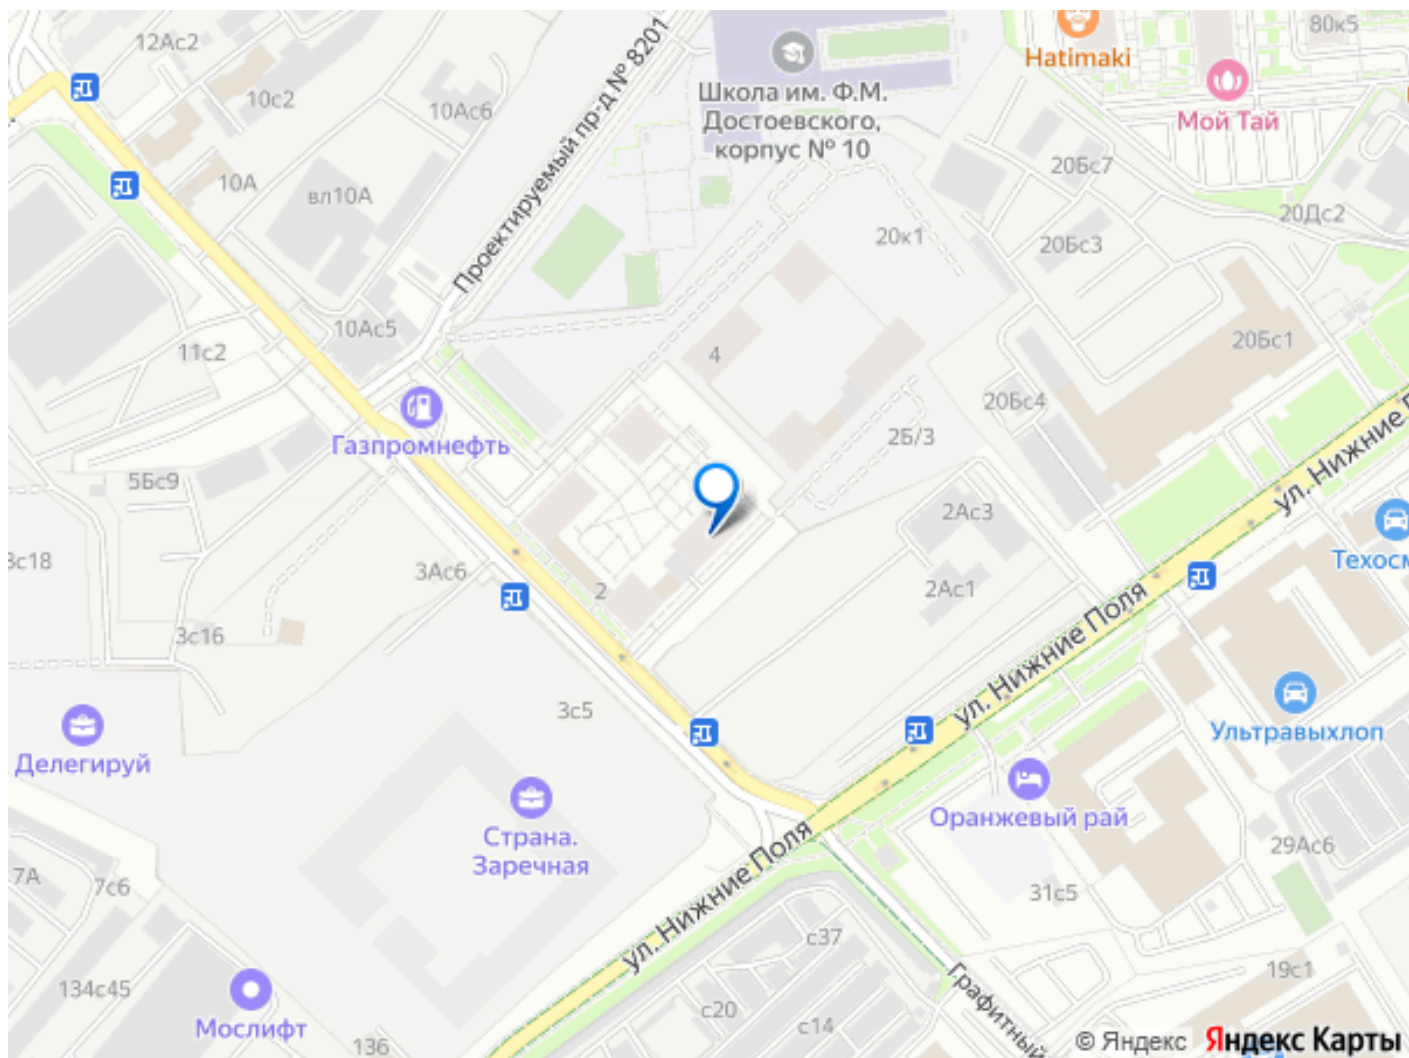 12Ас2
80к5
Hatimaki
Школа им. Ф.М.
Достоевского,
корпус № 10
Мой Тай
10с2
10Ас6
Проектируемый пр-д № 8201
20Бс7
10А
вл10А
20Дс2
20к1
20Бс3
10Ас5
20Бс1
11с2
4
20Бс4
Газпромнефть
2Б/3
ул. Нижние П
5Бс9
2Ас3
Техосм
3с18
3Ас6
2
2Ас1
ул. Нижние Поля
3с16
3с5
Ультравыхлоп
Делегируй
Оранжевый рай
Страна.
Заречная
29Ас6
7А
7с6
31с5
ул. Нижние Поля
с37
134с45
19с1
Мослифт
с20
с14
Графитный
136
© Яндекс Яндекс Карты